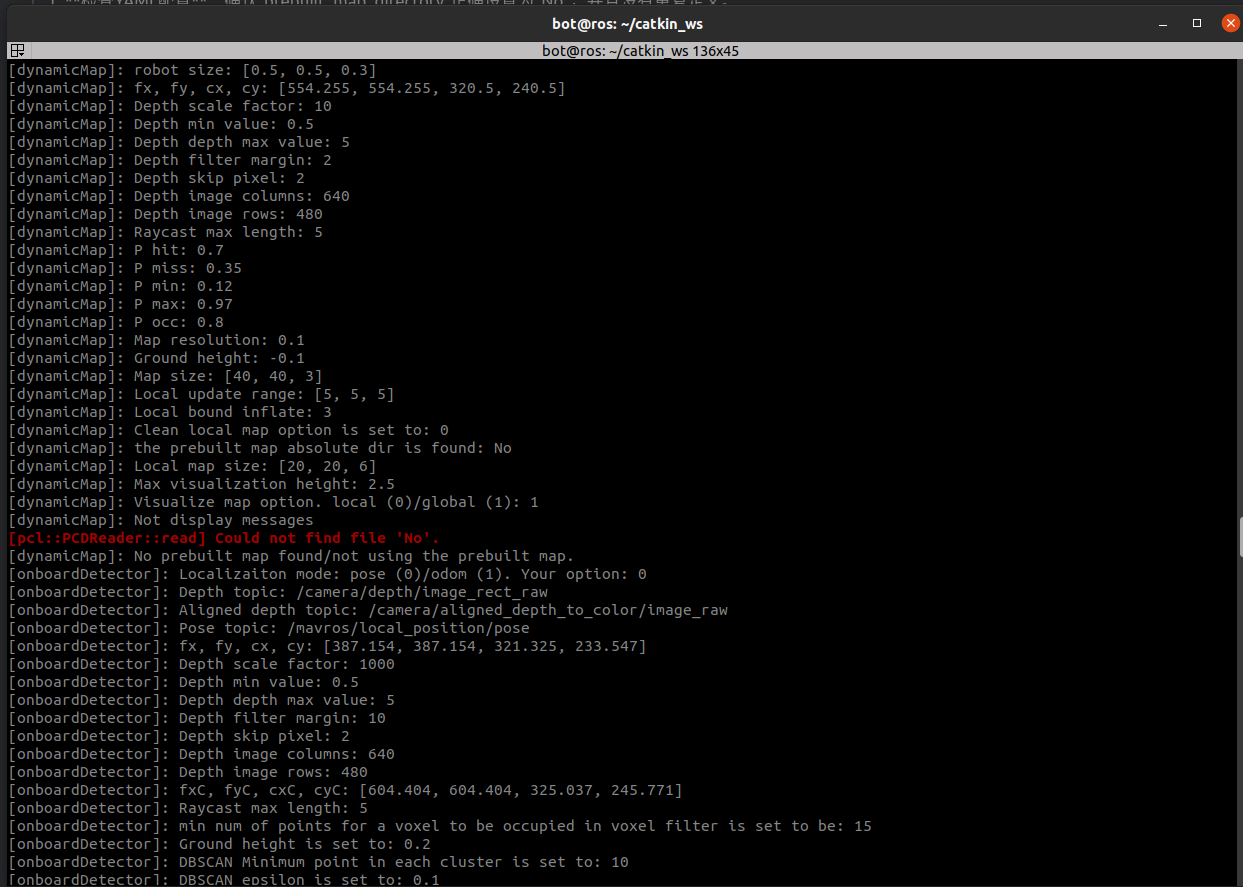 bot@ros: ~/catkin_ws
bot@ros: ~/catkin_ws 136x45
[dynamicMap]: robot size: [0.5, 0.5, 0.3]
[dynamicMap]: fx, fy, cx, cy: [554.255, 554.255, 320.5, 240.5]
[dynamicMap]: Depth scale factor: 10
[dynamicMap]: Depth min value: 0.5
[dynamicMap]: Depth depth max value: 5
[dynamicMap]: Depth filter margin: 2
[dynamicMap]: Depth skip pixel: 2
[dynamicMap]: Depth image columns: 640
[dynamicMap]: Depth image rows: 480
[dynamicMap]: Raycast max length: 5
[dynamicMap]: P hit: 0.7
[dynamicMap]: P miss: 0.35
[dynamicMap]: P min: 0.12
[dynamicMap]: P max: 0.97
[dynamicMap]: P occ: 0.8
[dynamicMap]: Map resolution: 0.1
[dynamicMap]: Ground height: -0.1
[dynamicMap]: Map size: [40, 40, 3]
[dynamicMap]: Local update range: [5, 5, 5]
[dynamicMap]: Local bound inflate: 3
[dynamicMap]: Clean local map option is set to: 0
[dynamicMap]: the prebuilt map absolute dir is found: No
[dynamicMap]: Local map size: [20, 20, 6]
[dynamicMap]: Max visualization height: 2.5
[dynamicMap]: Visualize map option. local (0)/global (1): 1
[dynamicMap]: Not display messages
[pcl::PCDReader::read] Could not find file 'No'.
[dynamicMap]: No prebuilt map found/not using the prebuilt map.
[onboardDetector]: Localizaiton mode: pose (0)/odom (1). Your option: 0
[onboardDetector]: Depth topic: /camera/depth/image_rect_raw
[onboardDetector]: Aligned depth topic: /camera/aligned_depth_to_color/image_raw
[onboardDetector]: Pose topic: /mavros/local_position/pose
[onboardDetector]: fx, fy, cx, cy: [387.154, 387.154, 321.325, 233.547]
[onboardDetector]: Depth scale factor: 1000
[onboardDetector]: Depth min value: 0.5
[onboardDetector]: Depth depth max value: 5
[onboardDetector]: Depth filter margin: 10
[onboardDetector]: Depth skip pixel: 2
[onboardDetector]: Depth image columns: 640
[onboardDetector]: Depth image rows: 480
[onboardDetector]: fxC, fyC, cxC, cyC: [604.404, 604.404, 325.037, 245.771]
[onboardDetector]: Raycast max length: 5
[onboardDetector]: min num of points for a voxel to be occupied in voxel filter is set to be: 15
[onboardDetector]: Ground height is set to: 0.2
[onboardDetector]: DBSCAN Minimum point in each cluster is set to: 10
[onboardDetector]: DBSCAN epsilon is set to: 0.1